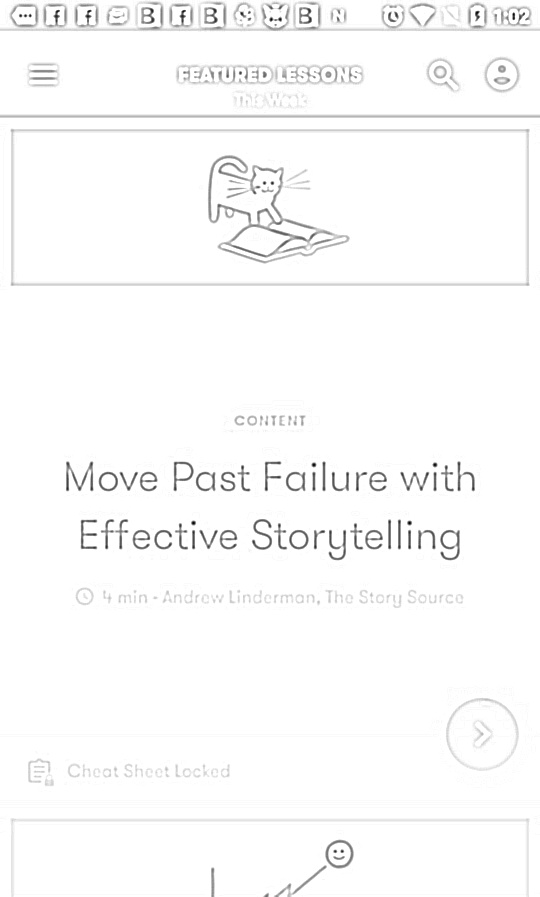 1:02
FEATURED LESSONS
This Week
CONTENT
Move Past Failure with
Effective Storytelling
4 min - Andrew Linderman, The Story Source
Cheat Sheet Locked